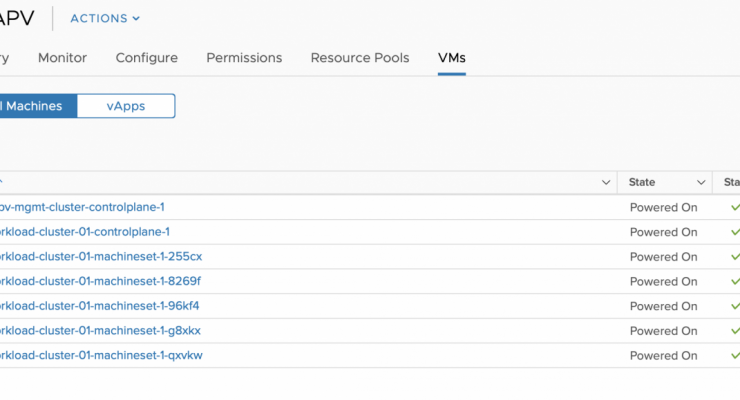 APV ACTIONS
ry Monitor Configure Permissions Resource Pools VMs
l Machines vApps
State Sta
pv-mgmt-cluster-controlplane-1 Powered On
orkload-cluster-01-controlplane-1 Powered On
orkload-cluster-01-machineset-1-255cx Powered On
orkload-cluster-01-machineset-1-8269f Powered On
orkload-cluster-01-machineset-1-96kf4 Powered On
orkload-cluster-01-machineset-1-g8xkx Powered On
orkload-cluster-01-machineset-1-qxvkw Powered On